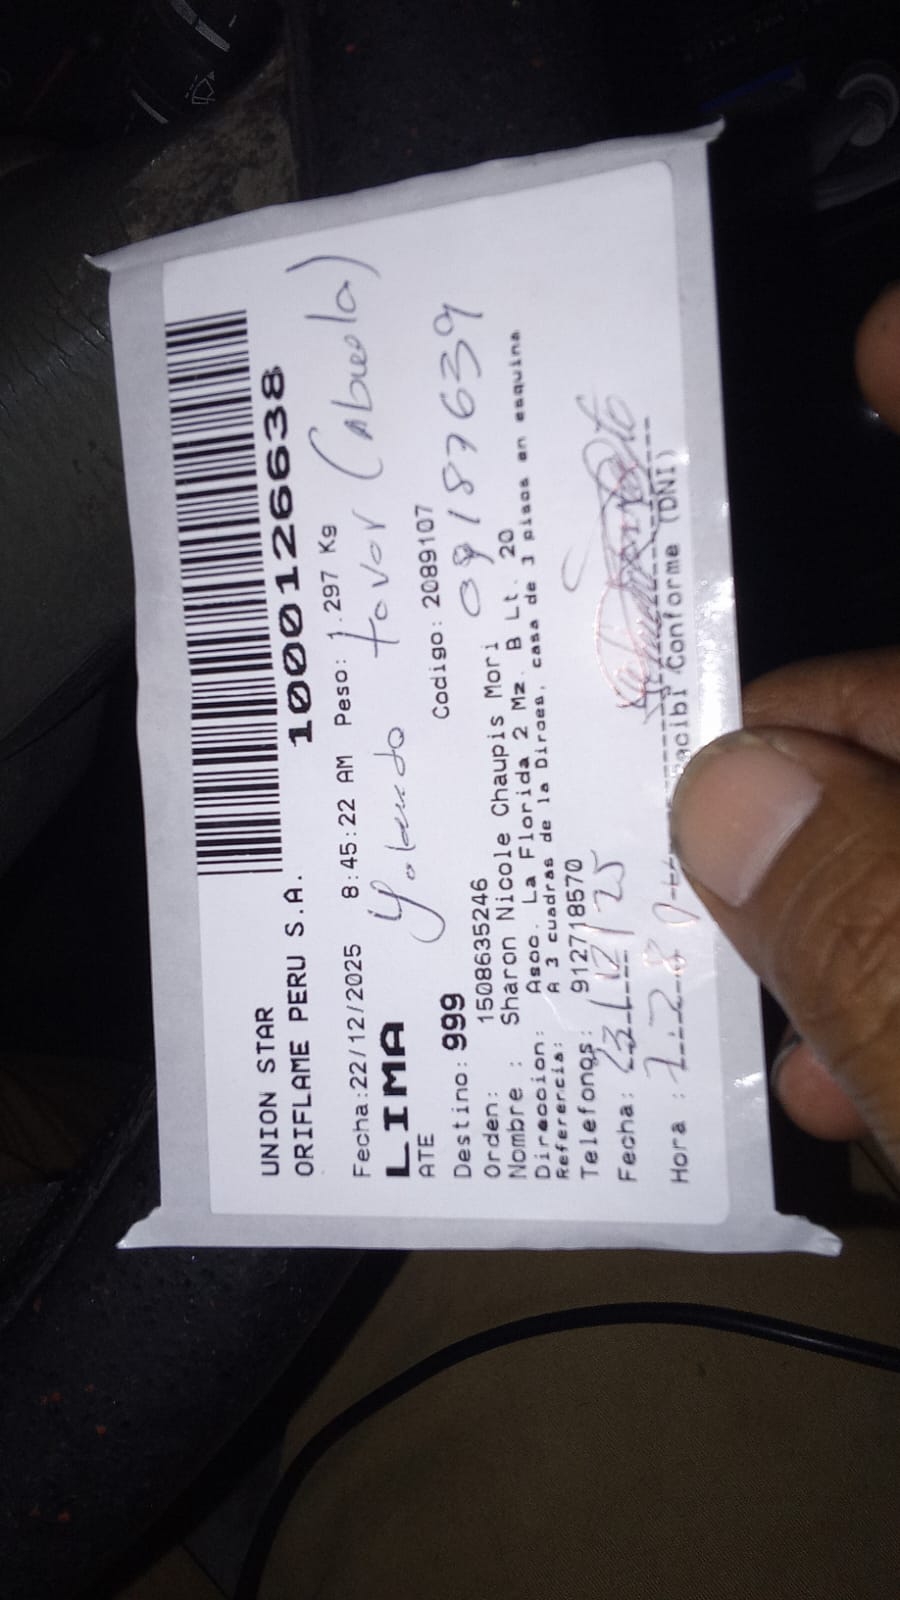 UNION STAR
ORIFLAME PERU S.A. 1000126638
Fecha:22/12/2025 8:45:22 AM Peso: 1.297 Kg
LIMA Yolanda tovar (Abuela)
ATE
Destino: 999 Codigo: 2089107
Orden: 1508635246 09187639
Nombre : Sharon Nicole Chaupis Mori
Direccion: Asoc. La Florida 2 Mz. B Lt. 20
Referencia: A 3 cuadras de la Diroes, casa de 3 pisos en esquina
Telefonos: 912718570
Fecha: 23/12/25
Hora : Conforme (DNI)